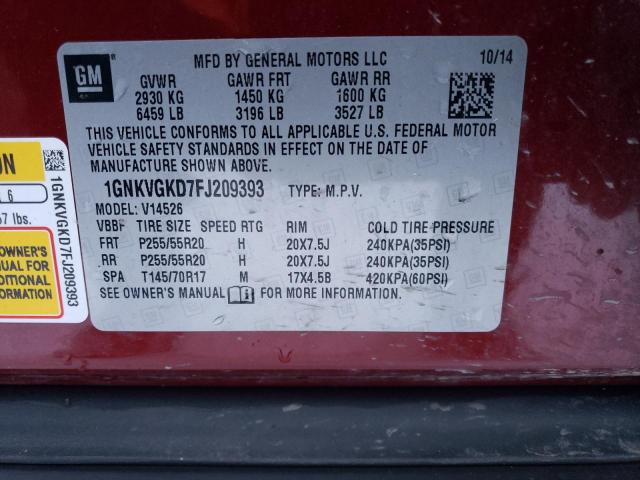 GM
MFD BY GENERAL MOTORS LLC 10/14
GVWR GAWR FRT GAWR RR
2930 KG 1450 KG 1600 KG
6459 LB 3196 LB 3527 LB
THIS VEHICLE CONFORMS TO ALL APPLICABLE U.S. FEDERAL MOTOR
VEHICLE SAFETY STANDARDS IN EFFECT ON THE DATE OF
MANUFACTURE SHOWN ABOVE.
1GNKVGKD7FJ209393 TYPE: M.P.V.
MODEL: V14526
VBBF TIRE SIZE SPEED RTG RIM COLD TIRE PRESSURE
FRT P255/55R20 H 20X7.5J 240KPA(35PSI)
RR P255/55R20 H 20X7.5J 240KPA(35PSI)
SPA T145/70R17 M 17X4.5B 420KPA(60PSI)
SEE OWNER'S MANUAL FOR MORE INFORMATION.
ON
6
7 lbs.
OWNER'S
UAL FOR
DITIONAL
ORMATION
1GNKVGKD7FJ209393